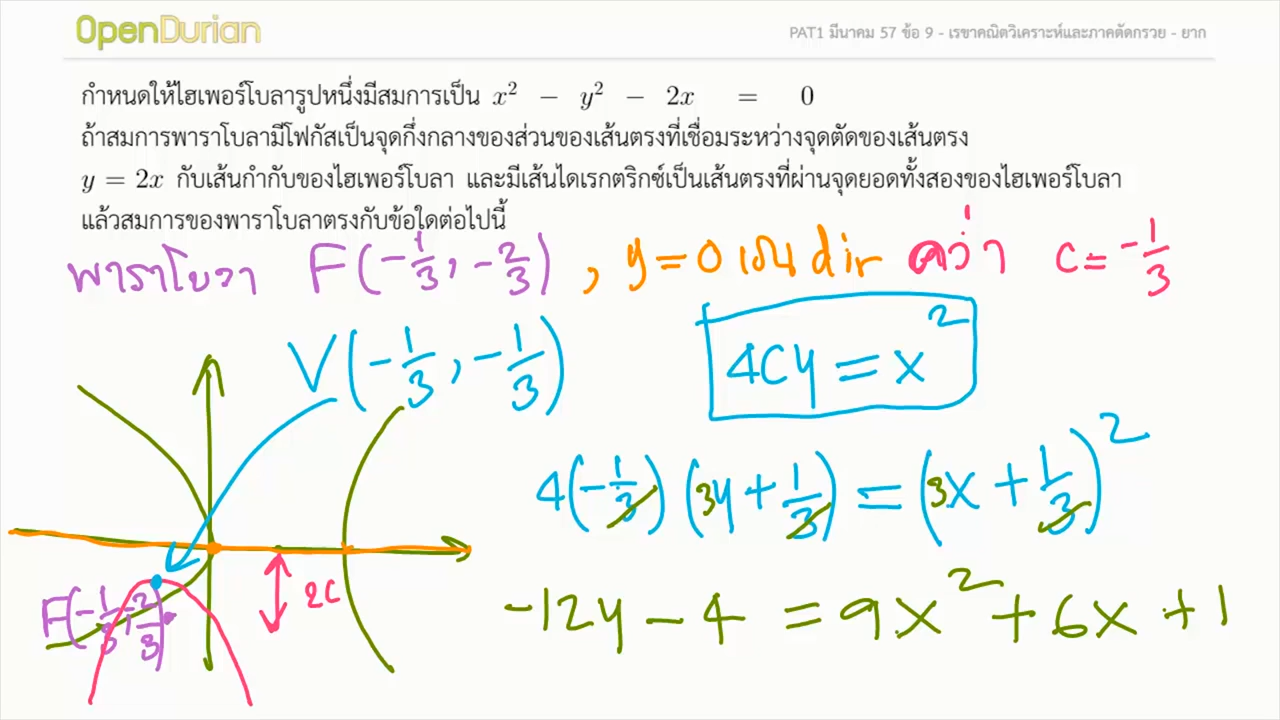 OpenDurian
PAT1 มีนาคม 57 ข้อ 9 - เรขาคณิตวิเคราะห์และภาคตัดกรวย - ยาก
กำหนดให้ไฮเพอร์โบลารูปหนึ่งมีสมการเป็น x² − y² − 2x = 0
ถ้าสมการพาราโบลามีโฟกัสเป็นจุดกึ่งกลางของส่วนของเส้นตรงที่เชื่อมระหว่างจุดตัดของเส้นตรง
y = 2x กับเส้นกำกับของไฮเพอร์โบลา และมีเส้นไดเรกตริกซ์เป็นเส้นตรงที่ผ่านจุดยอดทั้งสองของไฮเพอร์โบลา
แล้วสมการของพาราโบลาตรงกับข้อใดต่อไปนี้
พาราโบลา F(-1/3, -2/3), y=0 เป็น dir คว่ำ c=-1/3
V(-1/3, -1/3)
4cy = x²
4(-1/3)(3y+1/3) = (3x+1/3)²
F(-1/3, -2/3)
2c
-12y-4 = 9x²+6x+1